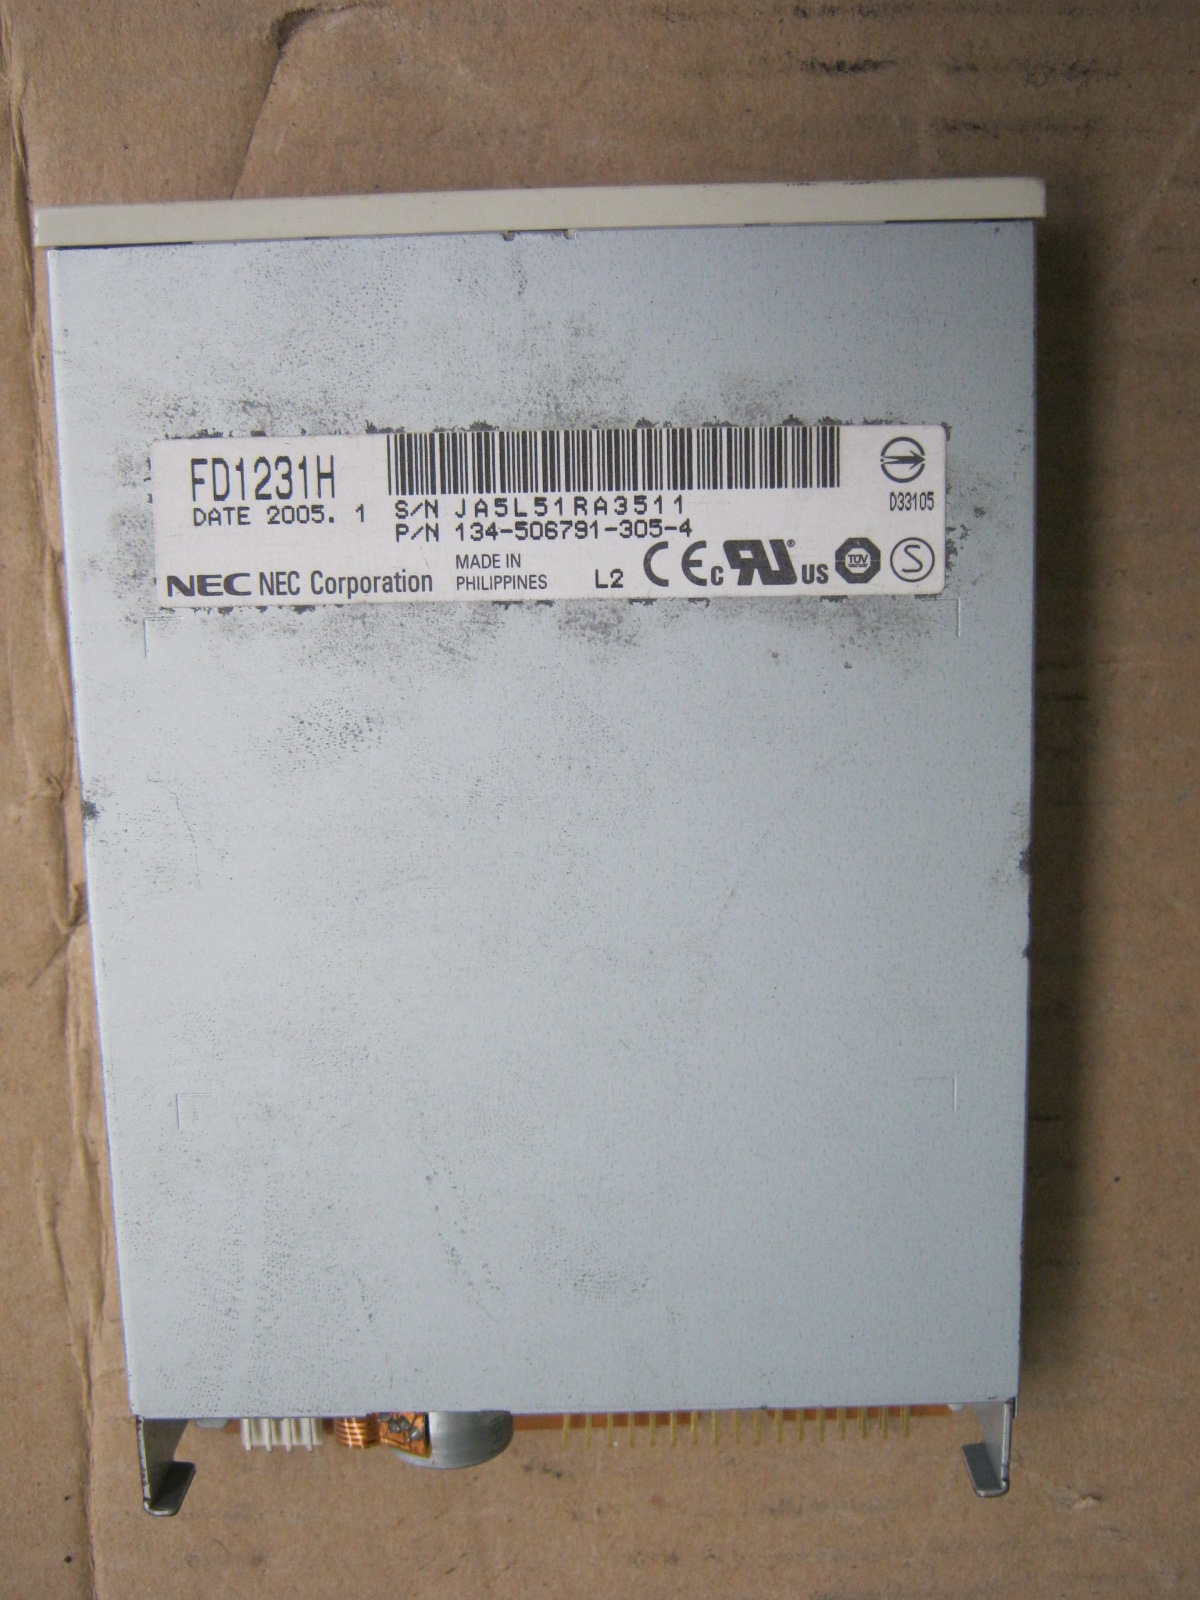 FD1231H
DATE 2005. 1
S/N JA5L51RA3511
P/N 134-506791-305-4
D33105
NEC NEC Corporation
MADE IN
PHILIPPINES
L2
CE
c RU® US
TÜV
S